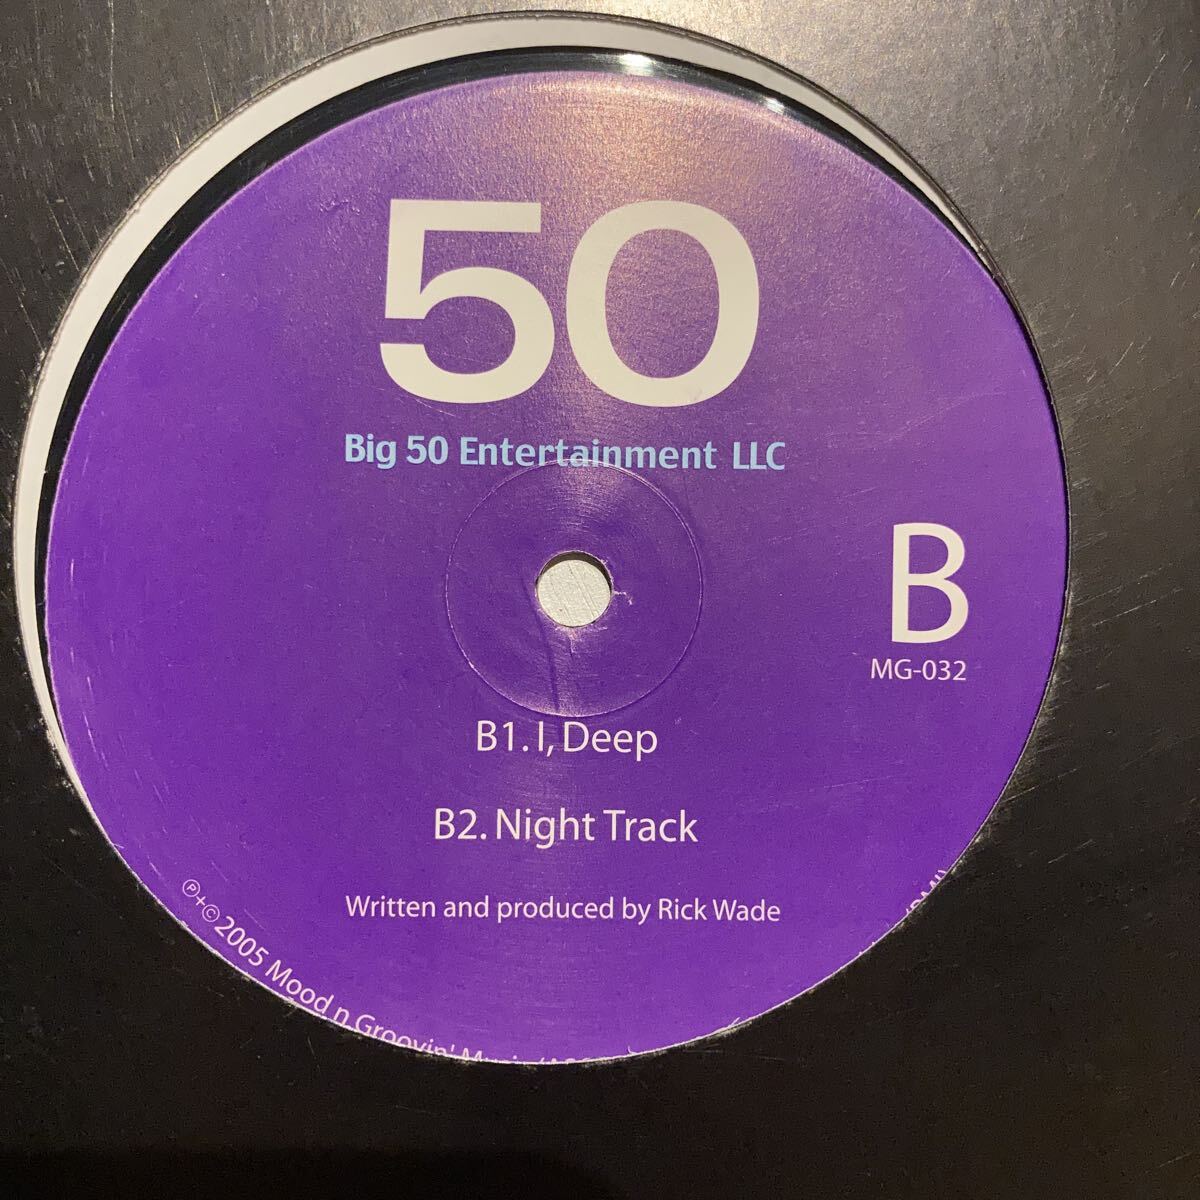 50
Big 50 Entertainment LLC
B
MG-032
B1. I, Deep
B2. Night Track
Written and produced by Rick Wade
℗+© 2005 Mood n Groovin' Music